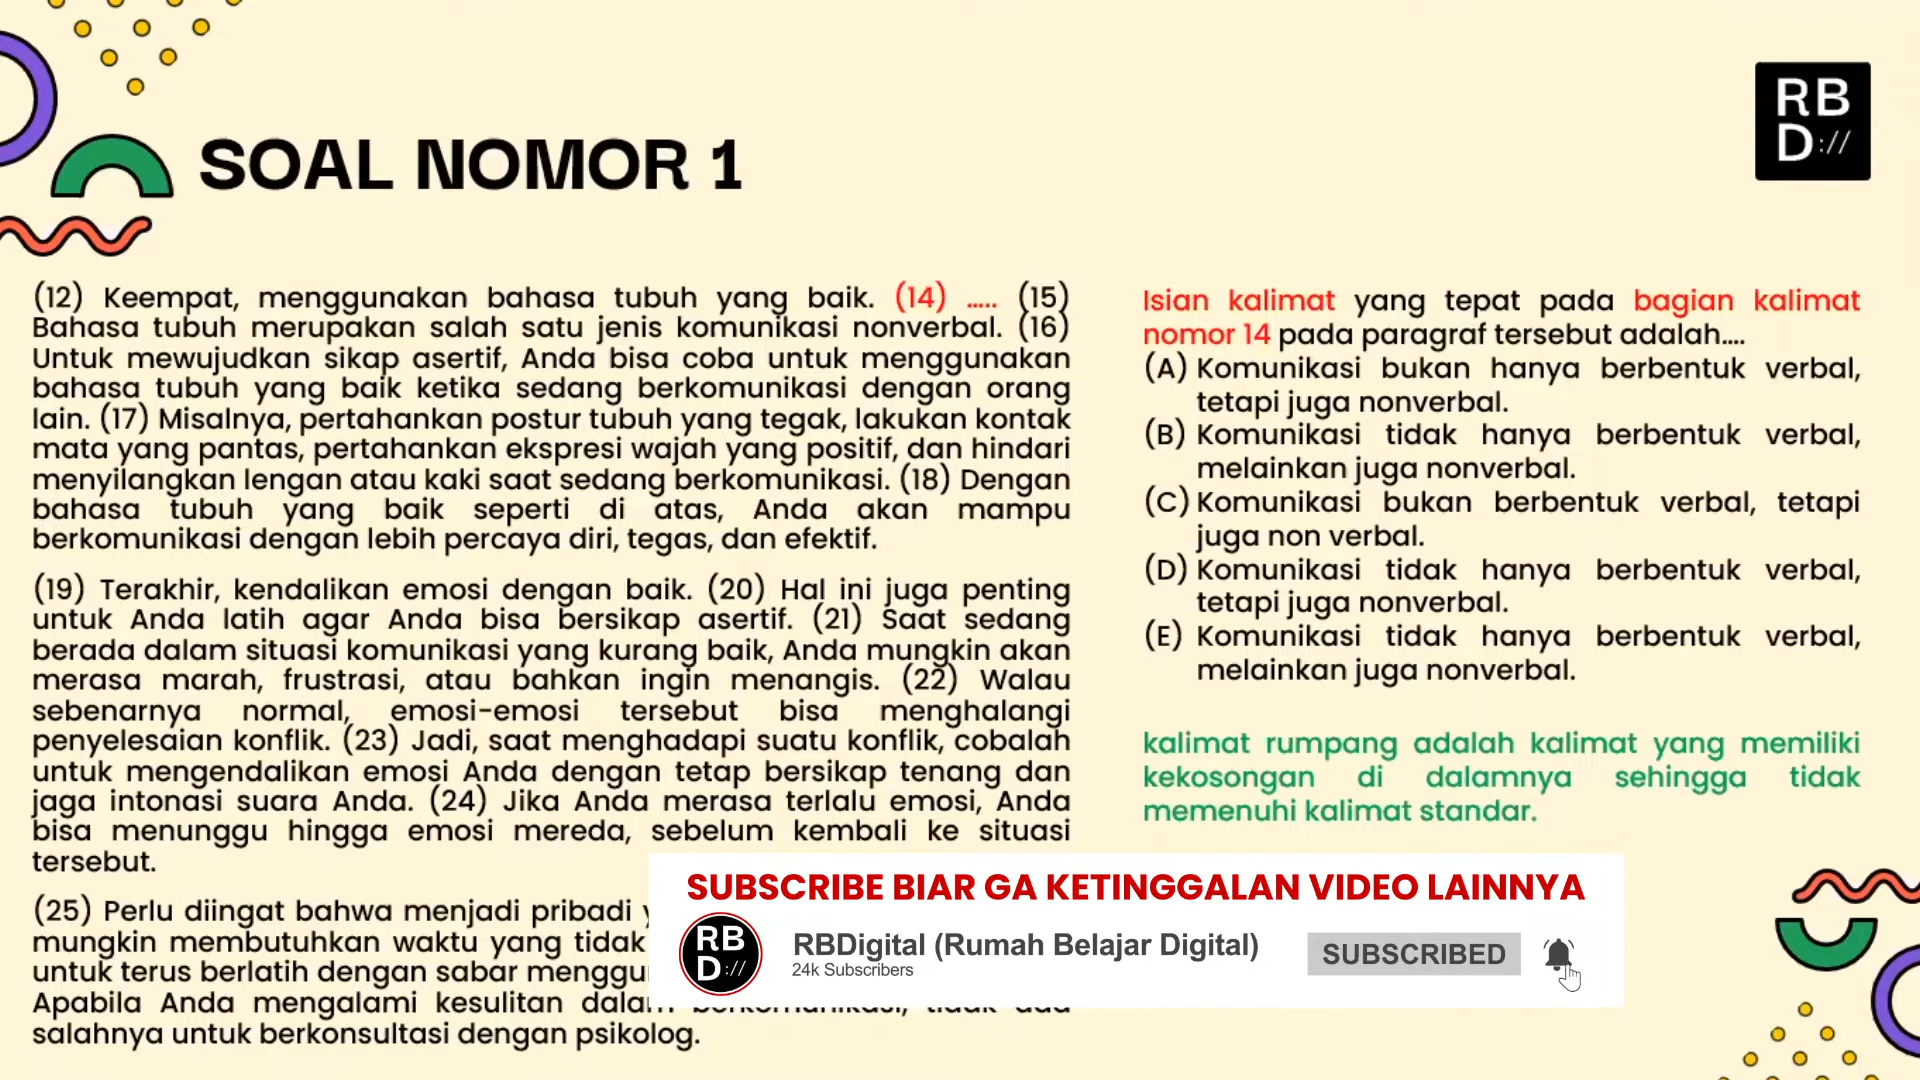 RB
D://
SOAL NOMOR 1
(12) Keempat, menggunakan bahasa tubuh yang baik. (14) ..... (15)
Bahasa tubuh merupakan salah satu jenis komunikasi nonverbal. (16)
Untuk mewujudkan sikap asertif, Anda bisa coba untuk menggunakan
bahasa tubuh yang baik ketika sedang berkomunikasi dengan orang
lain. (17) Misalnya, pertahankan postur tubuh yang tegak, lakukan kontak
mata yang pantas, pertahankan ekspresi wajah yang positif, dan hindari
menyilangkan lengan atau kaki saat sedang berkomunikasi. (18) Dengan
bahasa tubuh yang baik seperti di atas, Anda akan mampu
berkomunikasi dengan lebih percaya diri, tegas, dan efektif.
(19) Terakhir, kendalikan emosi dengan baik. (20) Hal ini juga penting
untuk Anda latih agar Anda bisa bersikap asertif. (21) Saat sedang
berada dalam situasi komunikasi yang kurang baik, Anda mungkin akan
merasa marah, frustrasi, atau bahkan ingin menangis. (22) Walau
sebenarnya normal, emosi-emosi tersebut bisa menghalangi
penyelesaian konflik. (23) Jadi, saat menghadapi suatu konflik, cobalah
untuk mengendalikan emosi Anda dengan tetap bersikap tenang dan
jaga intonasi suara Anda. (24) Jika Anda merasa terlalu emosi, Anda
bisa menunggu hingga emosi mereda, sebelum kembali ke situasi
tersebut.
(25) Perlu diingat bahwa menjadi pribadi
mungkin membutuhkan waktu yang tidak
untuk terus berlatih dengan sabar
Apabila Anda mengalami kesulitan dalam berkomunikasi, tidak ada
salahnya untuk berkonsultasi dengan psikolog.
Isian kalimat yang tepat pada bagian kalimat
nomor 14 pada paragraf tersebut adalah....
(A) Komunikasi bukan hanya berbentuk verbal,
tetapi juga nonverbal.
(B) Komunikasi tidak hanya berbentuk verbal,
melainkan juga nonverbal.
(C) Komunikasi bukan berbentuk verbal, tetapi
juga non verbal.
(D) Komunikasi tidak hanya berbentuk verbal,
tetapi juga nonverbal.
(E) Komunikasi tidak hanya berbentuk verbal,
melainkan juga nonverbal.
kalimat rumpang adalah kalimat yang memiliki
kekosongan di dalamnya sehingga tidak
memenuhi kalimat standar.
SUBSCRIBE BIAR GA KETINGGALAN VIDEO LAINNYA
RB
D://
RBDigital (Rumah Belajar Digital)
24k Subscribers
SUBSCRIBED